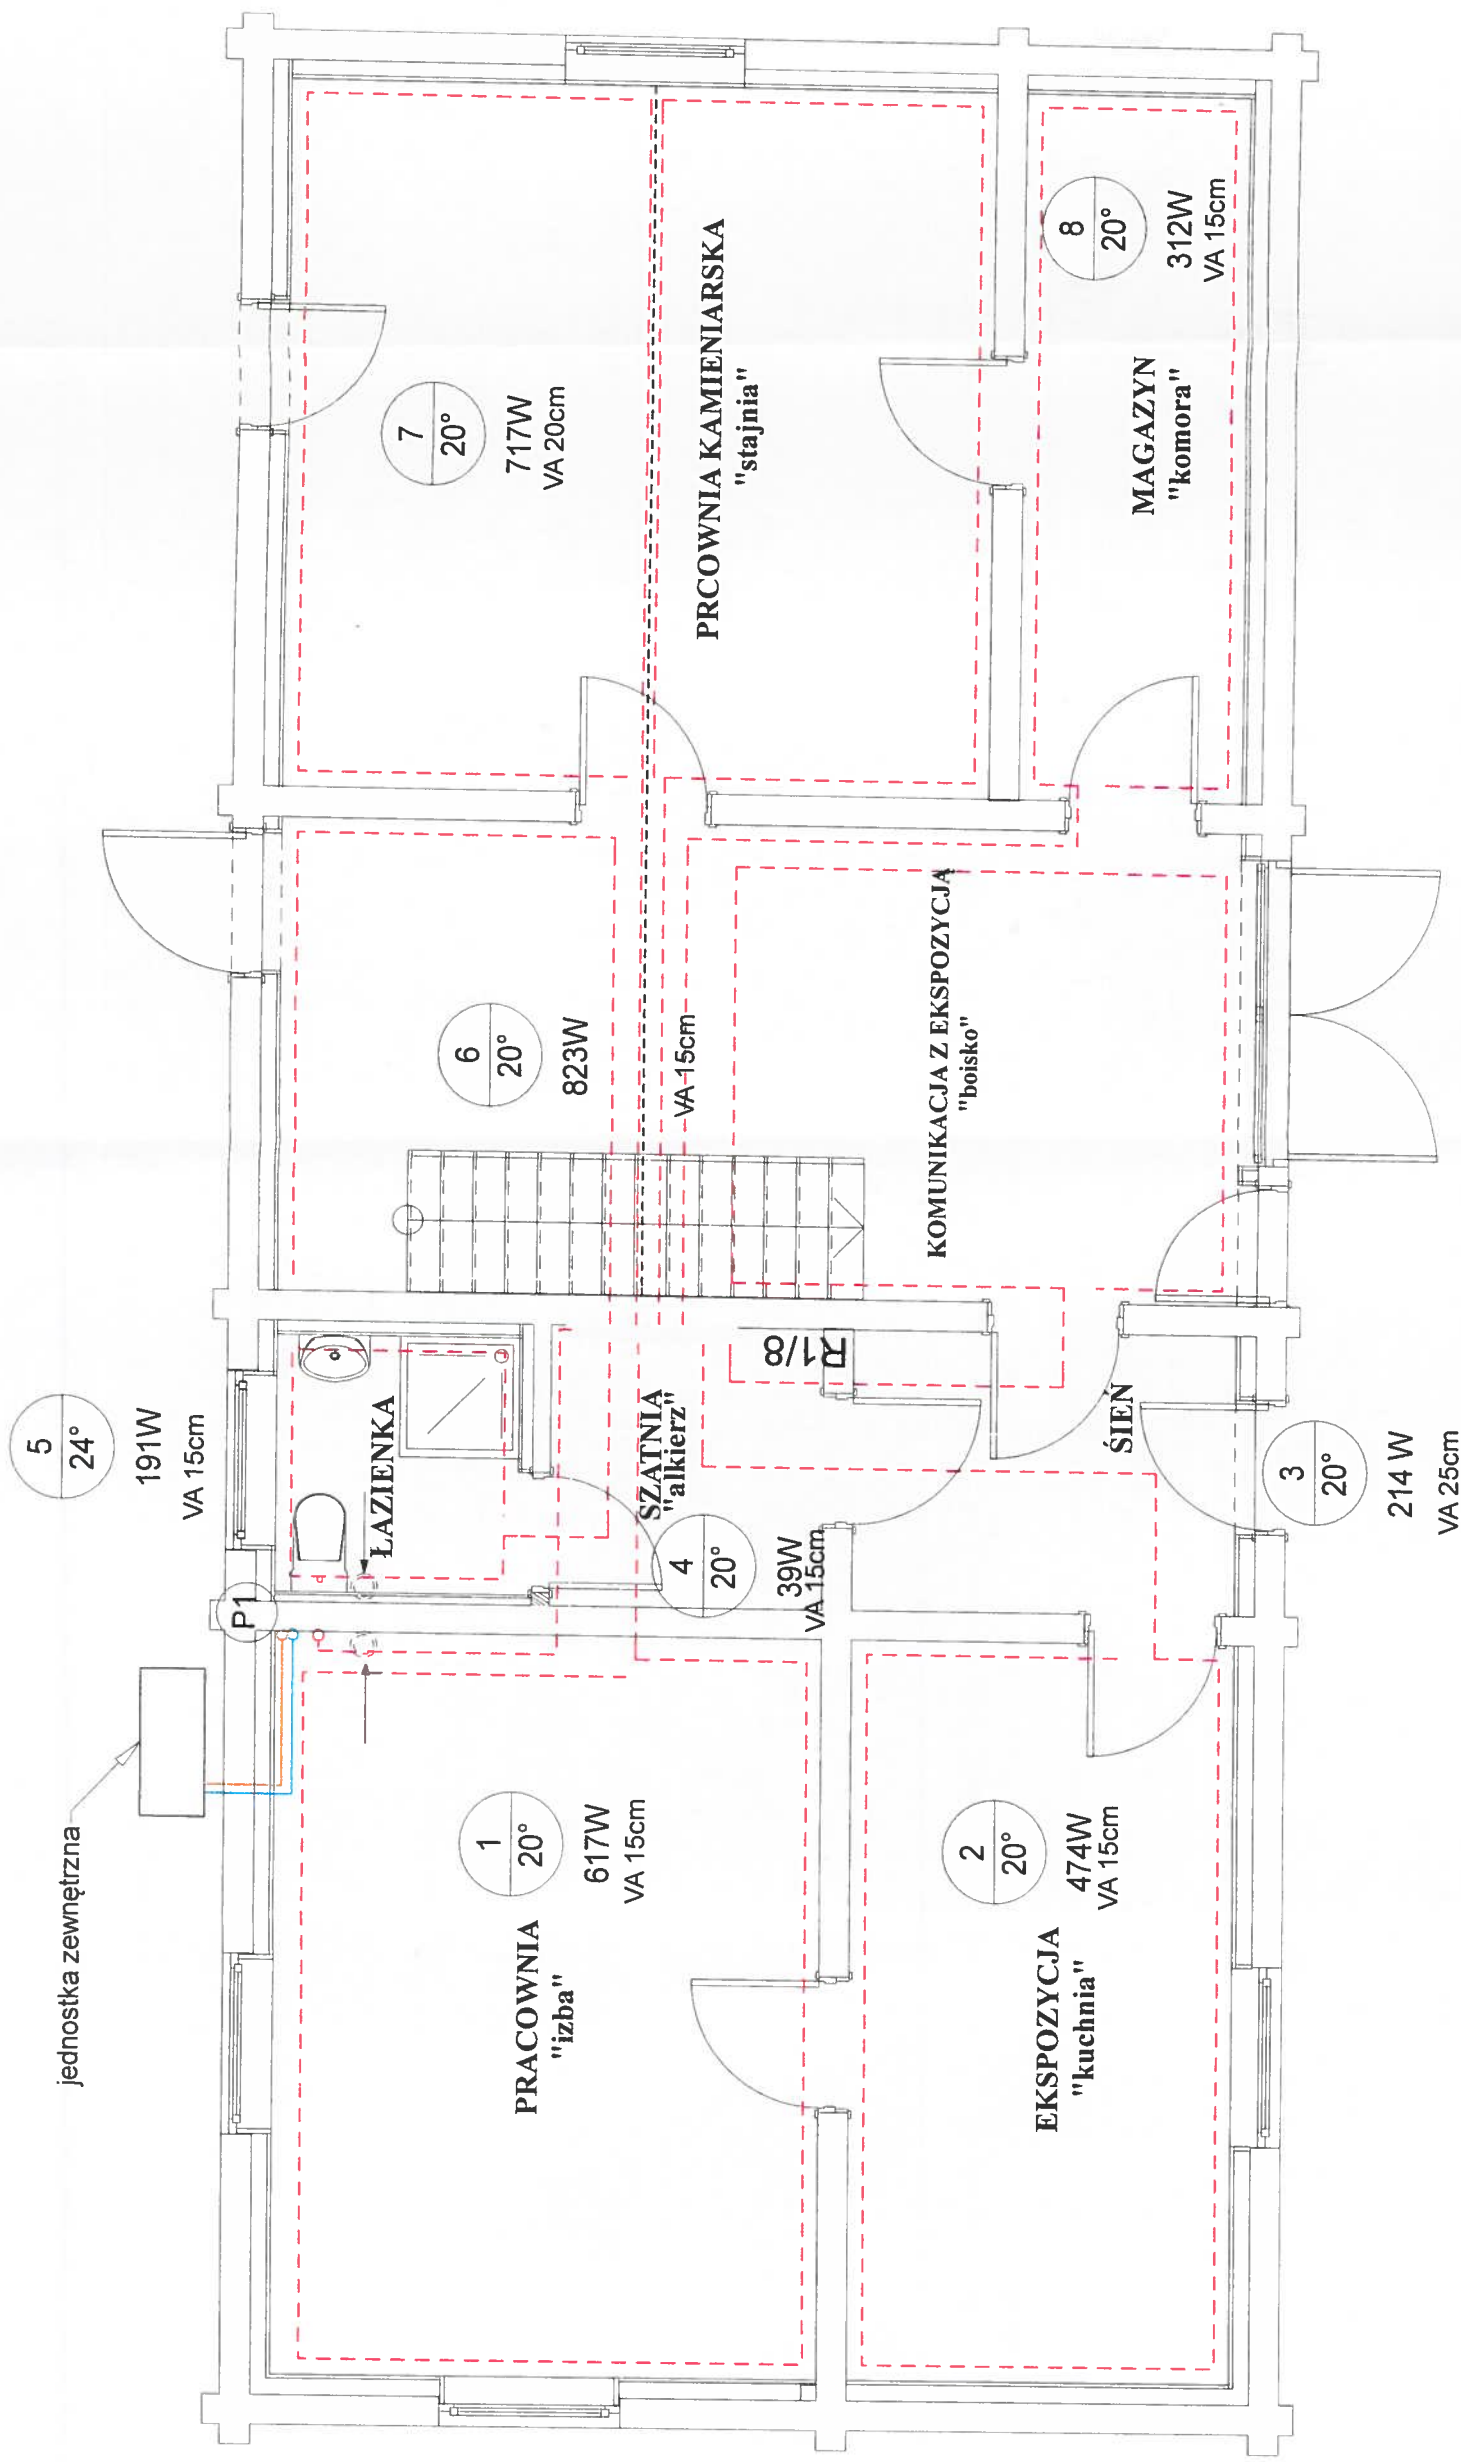 jednostka zewnętrzna
P1
5
24°
191W
VA 15cm
ŁAZIENKA
1
20°
617W
VA 15cm
PRACOWNIA
"izba"
SZATNIA
"alkierz"
4
20°
39W
VA 15cm
R1/8
6
20°
823W
VA 15cm
KOMUNIKACJA Z EKSPOZYCJĄ
"boisko"
7
20°
717W
VA 20cm
PRCOWNIA KAMIENIARSKA
"stajnia"
2
20°
474W
VA 15cm
EKSPOZYCJA
"kuchnia"
ŚIEŃ
3
20°
214 W
VA 25cm
8
20°
312W
VA 15cm
MAGAZYN
"komora"